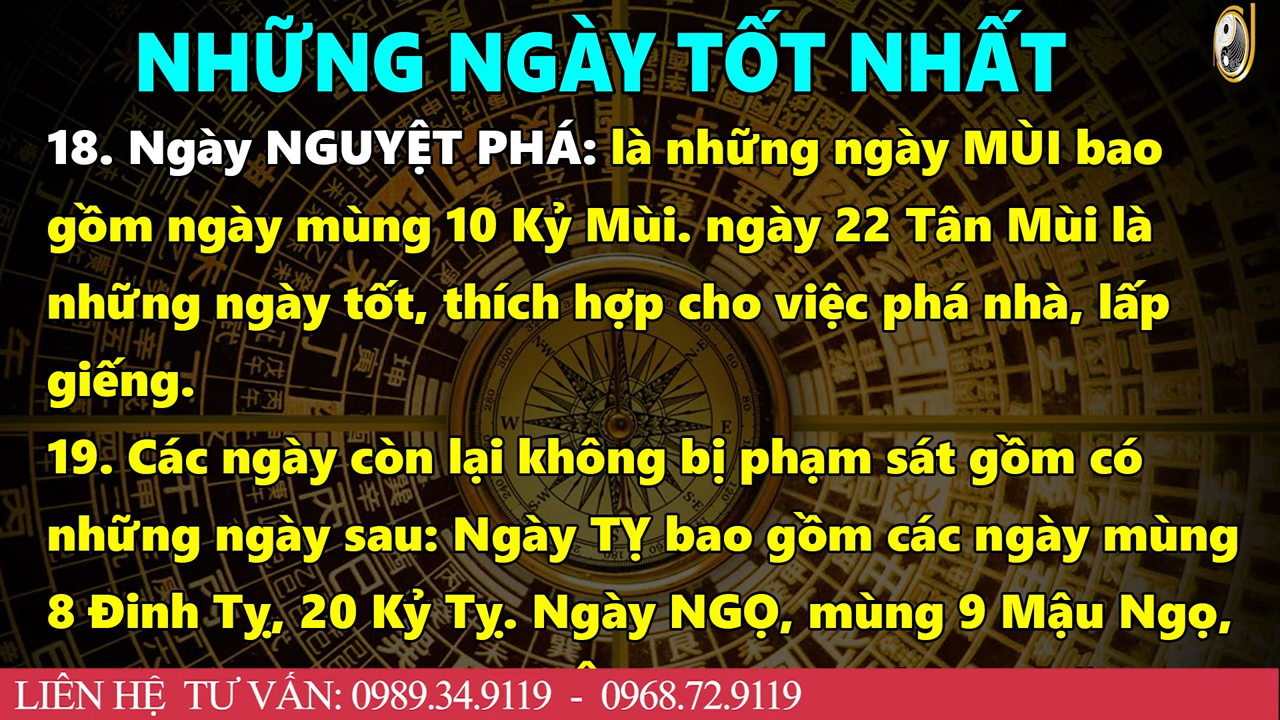 NHỮNG NGÀY TỐT NHẤT
18. Ngày NGUYỆT PHÁ: là những ngày MÙI bao
gồm ngày mùng 10 Kỷ Mùi. ngày 22 Tân Mùi là
những ngày tốt, thích hợp cho việc phá nhà, lấp
giếng.
19. Các ngày còn lại không bị phạm sát gồm có
những ngày sau: Ngày TỴ bao gồm các ngày mùng
8 Đinh Tỵ, 20 Kỷ Tỵ. Ngày NGỌ, mùng 9 Mậu Ngọ,
LIÊN HỆ TƯ VẤN: 0989.34.9119 - 0968.72.9119